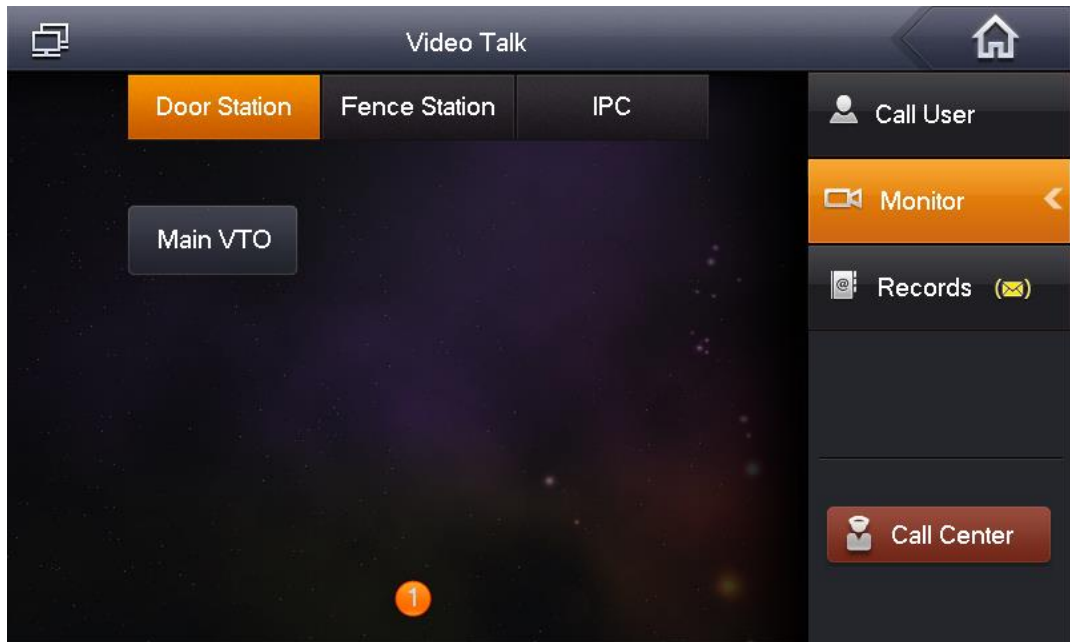 Video Talk
Door Station
Fence Station
IPC
Call User
Monitor
Main VTO
Records
Call Center
1